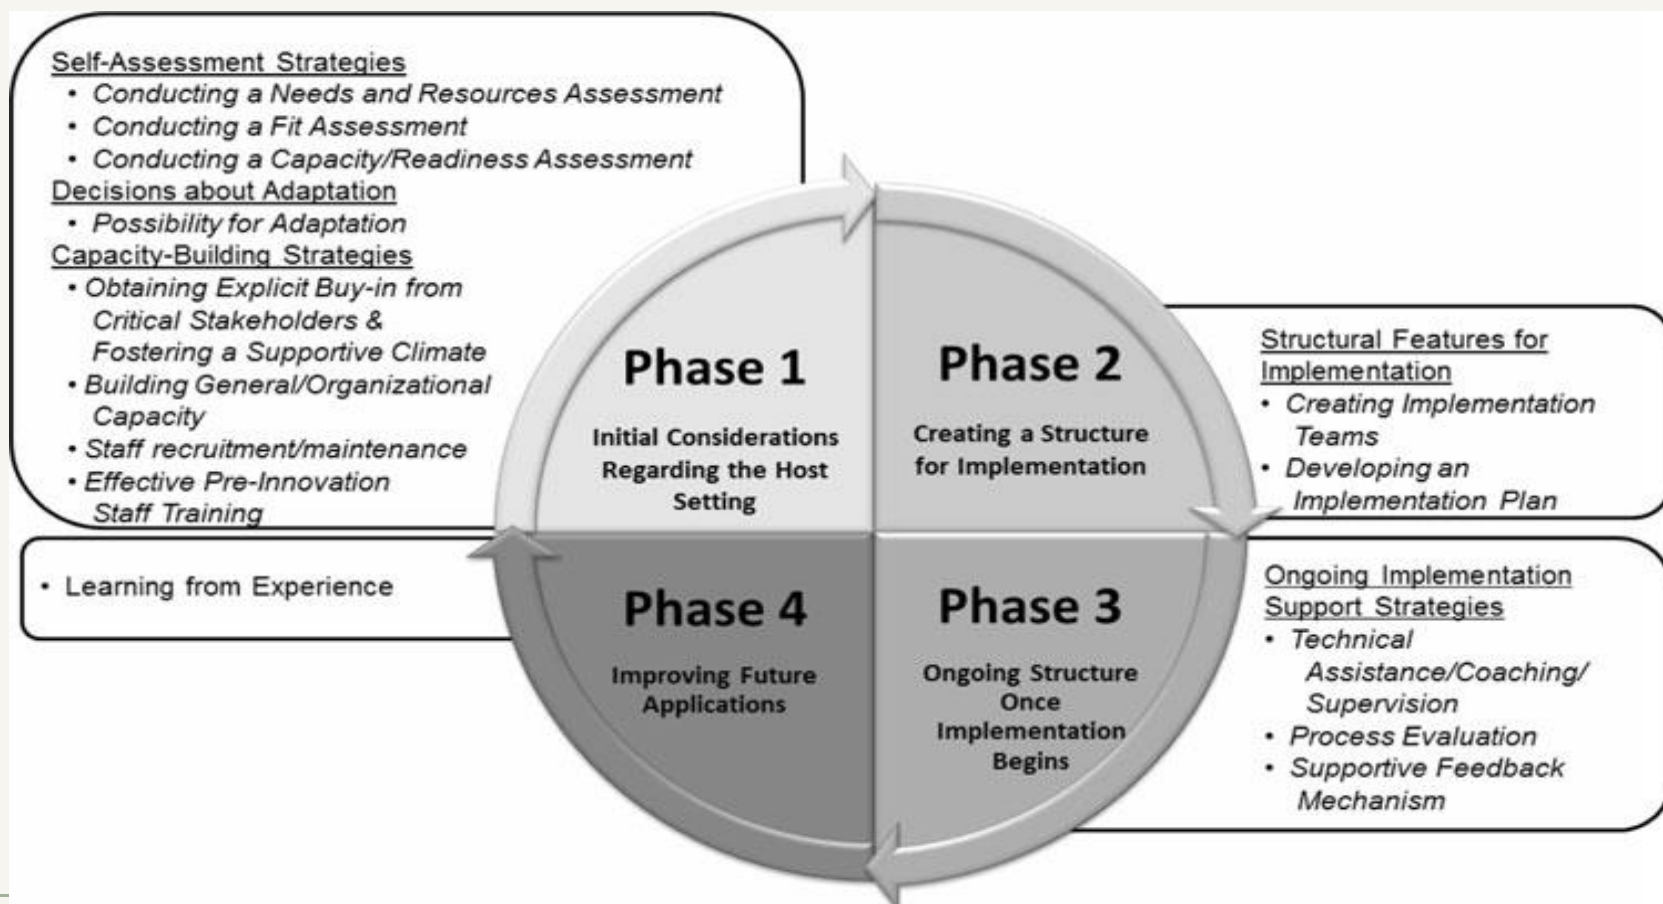 Self-Assessment Strategies
• Conducting a Needs and Resources Assessment
• Conducting a Fit Assessment
• Conducting a Capacity/Readiness Assessment
Decisions about Adaptation
• Possibility for Adaptation
Capacity-Building Strategies
• Obtaining Explicit Buy-in from
Critical Stakeholders &
Fostering a Supportive Climate
• Building General/Organizational
Capacity
• Staff recruitment/maintenance
• Effective Pre-Innovation
Staff Training
Phase 1
Initial Considerations
Regarding the Host
Setting
Phase 2
Creating a Structure
for Implementation
Structural Features for
Implementation
• Creating Implementation
Teams
• Developing an
Implementation Plan
Phase 3
Ongoing Structure
Once
Implementation
Begins
Ongoing Implementation
Support Strategies
• Technical
Assistance/Coaching/
Supervision
• Process Evaluation
• Supportive Feedback
Mechanism
Phase 4
Improving Future
Applications
• Learning from Experience